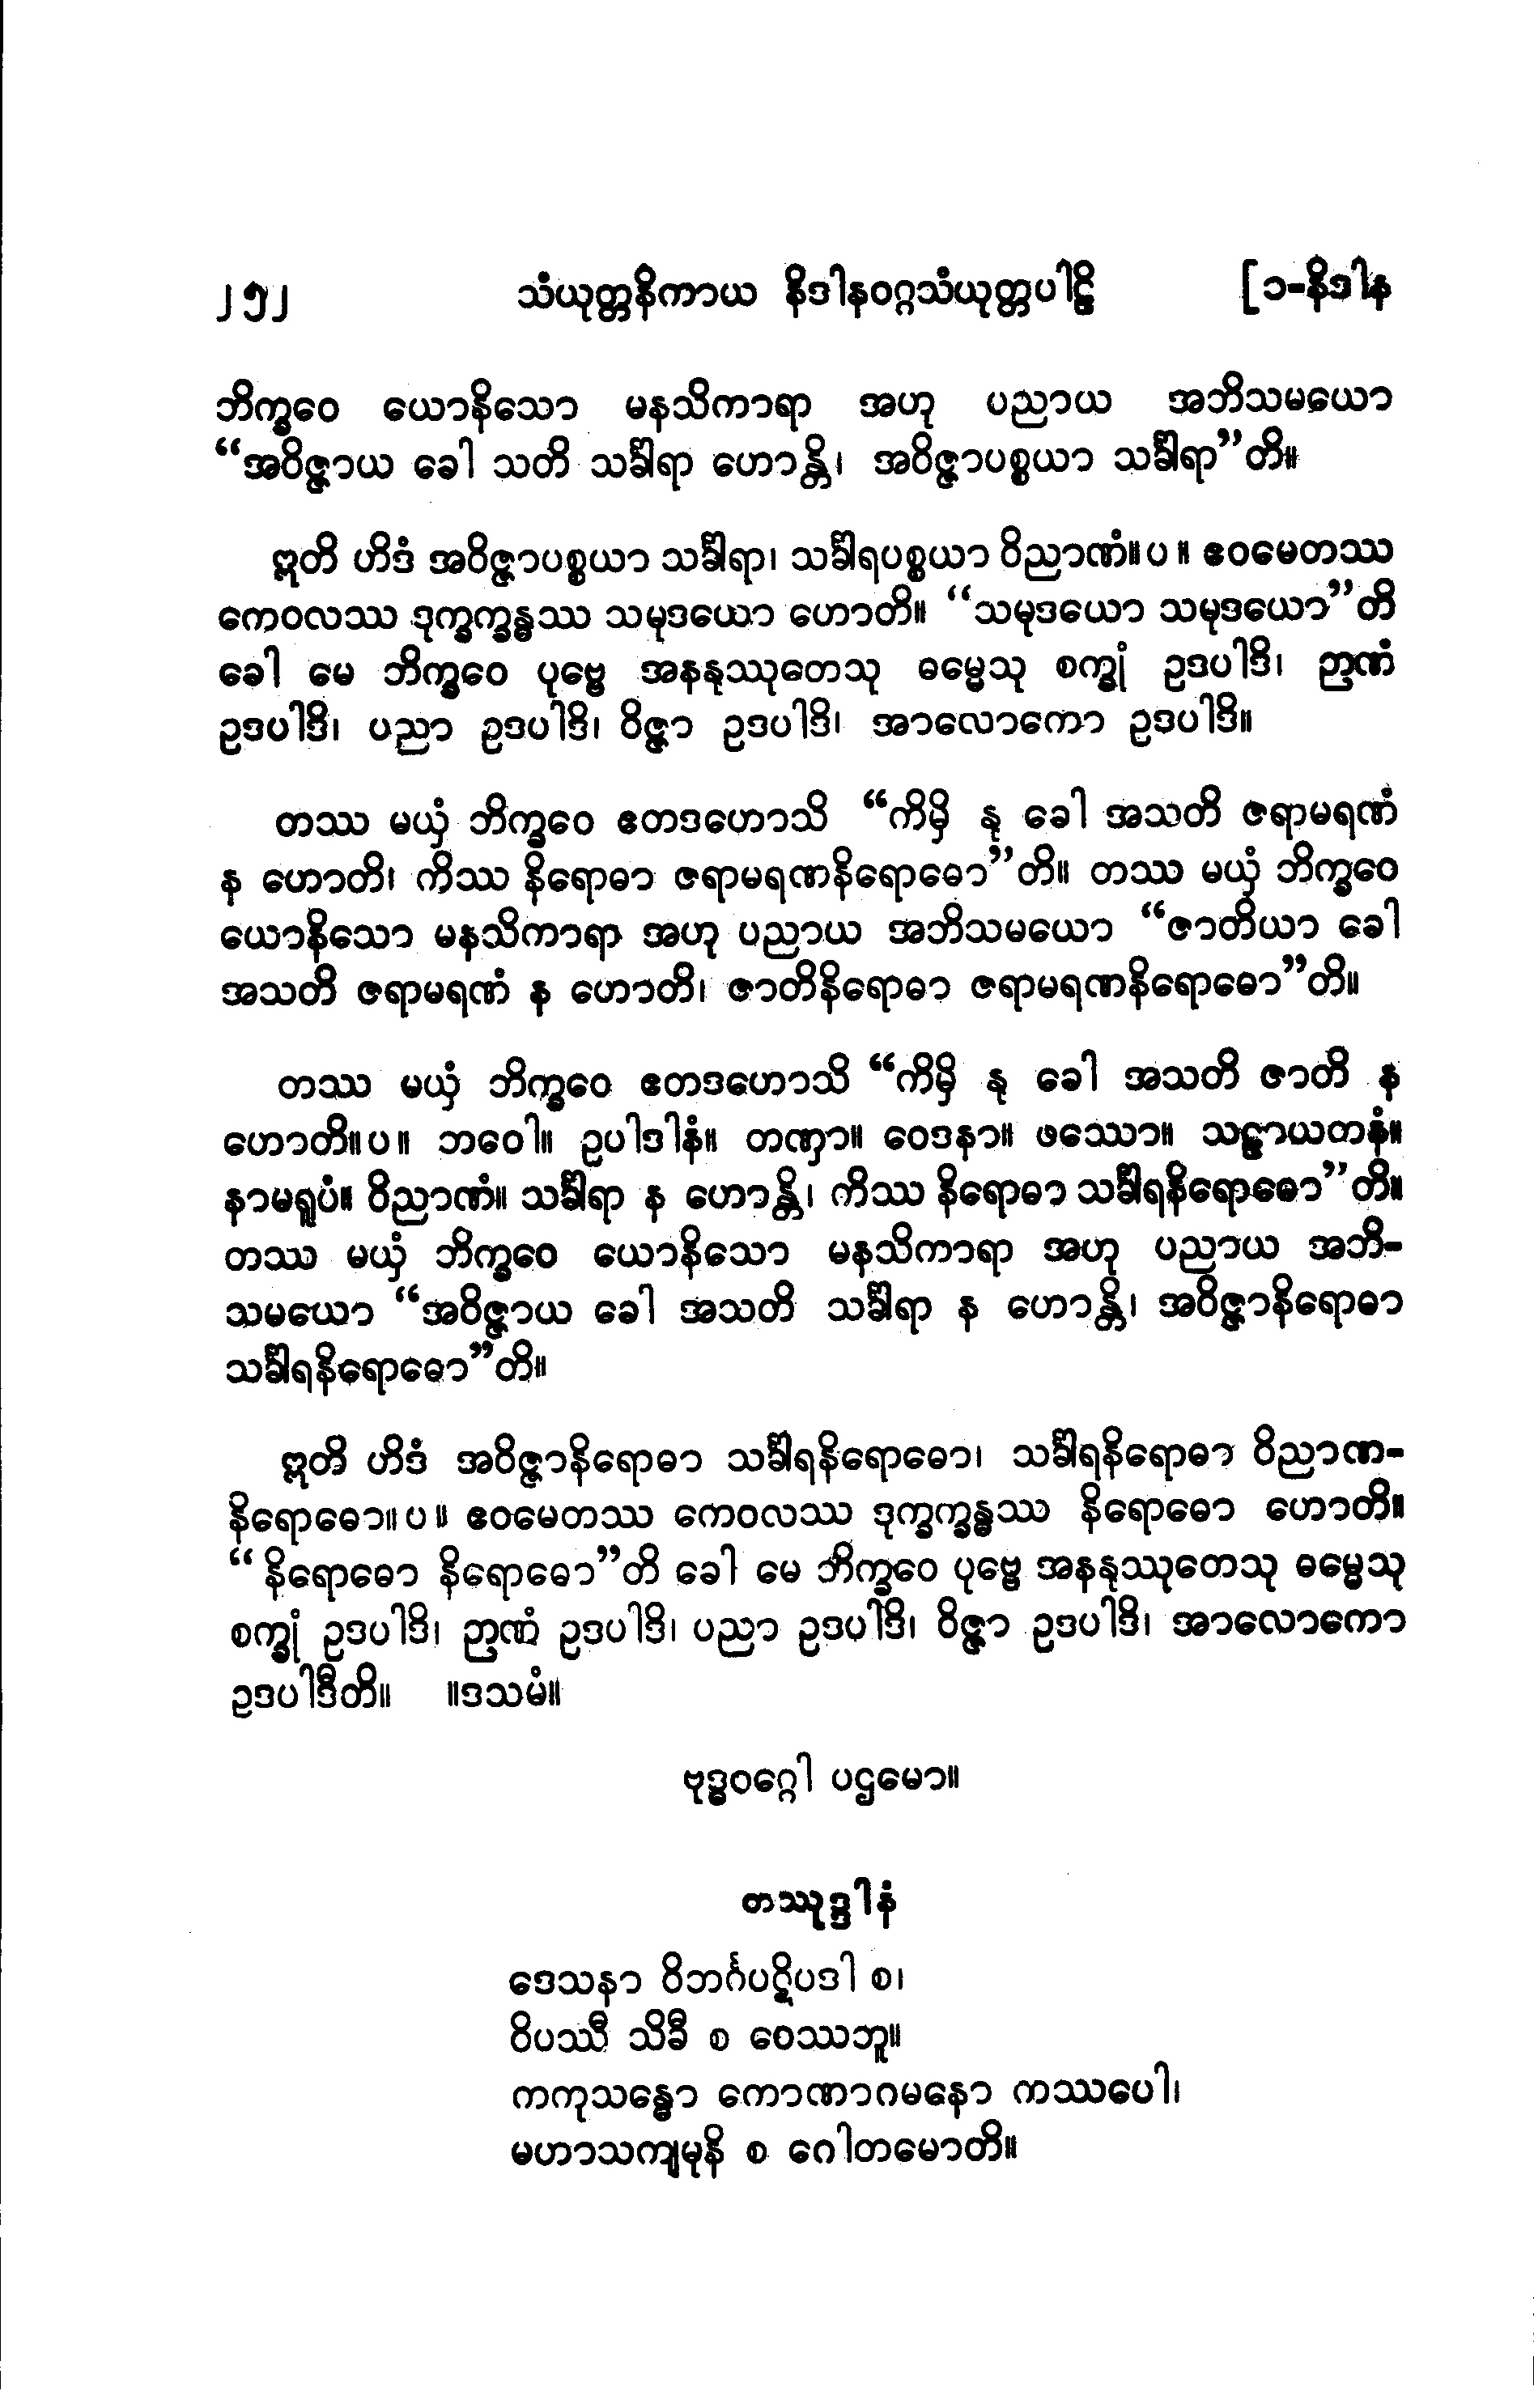 ၂၅၂ သံယုတ္တနိကာယ နိဒါနဝဂ္ဂသံယုတ္တပါဠိ [၁-နိဒါန
ဘိက္ခဝေ ယောနိသော မနသိကာရာ အဟု ပညာယ အဘိသမယော
“အဝိဇ္ဇာယ ခေါ သတိ သင်္ခါရာ ဟောန္တိ၊ အဝိဇ္ဇာပစ္စယာ သင်္ခါရာ”တိ။
ဣတိ ဟိဒံ အဝိဇ္ဇာပစ္စယာ သင်္ခါရာ၊ သင်္ခါရပစ္စယာ ဝိညာဏံ။ပ။ ဧဝမေတဿ
ကေဝလဿ ဒုက္ခက္ခန္ဓဿ သမုဒယော ဟောတိ။ “သမုဒယော သမုဒယော”တိ
ခေါ မေ ဘိက္ခဝေ ပုဗ္ဗေ အနနုဿုတေသု ဓမ္မေသု စက္ခုံ ဥဒပါဒိ၊ ဉာဏံ
ဥဒပါဒိ၊ ပညာ ဥဒပါဒိ၊ ဝိဇ္ဇာ ဥဒပါဒိ၊ အာလောကော ဥဒပါဒိ။
တဿ မယှံ ဘိက္ခဝေ ဧတဒဟောသိ “ကိမှိ နု ခေါ အသတိ ဇရာမရဏံ
န ဟောတိ၊ ကိဿ နိရောဓာ ဇရာမရဏနိရောဓော”တိ။ တဿ မယှံ ဘိက္ခဝေ
ယောနိသော မနသိကာရာ အဟု ပညာယ အဘိသမယော “ဇာတိယာ ခေါ
အသတိ ဇရာမရဏံ န ဟောတိ၊ ဇာတိနိရောဓာ ဇရာမရဏနိရောဓော”တိ။
တဿ မယှံ ဘိက္ခဝေ ဧတဒဟောသိ “ကိမှိ နု ခေါ အသတိ ဇာတိ န
ဟောတိ။ပ။ ဘဝေါ။ ဥပါဒါနံ။ တဏှာ။ ဝေဒနာ။ ဖဿော။ သဠာယတနံ။
နာမရူပံ။ ဝိညာဏံ။ သင်္ခါရာ န ဟောန္တိ၊ ကိဿ နိရောဓာ သင်္ခါရနိရောဓော”တိ။
တဿ မယှံ ဘိက္ခဝေ ယောနိသော မနသိကာရာ အဟု ပညာယ အဘိ-
သမယော “အဝိဇ္ဇာယ ခေါ အသတိ သင်္ခါရာ န ဟောန္တိ၊ အဝိဇ္ဇာနိရောဓာ
သင်္ခါရနိရောဓော”တိ။
ဣတိ ဟိဒံ အဝိဇ္ဇာနိရောဓာ သင်္ခါရနိရောဓော၊ သင်္ခါရနိရောဓာ ဝိညာဏ-
နိရောဓော။ပ။ ဧဝမေတဿ ကေဝလဿ ဒုက္ခက္ခန္ဓဿ နိရောဓော ဟောတိ။
“နိရောဓော နိရောဓော”တိ ခေါ မေ ဘိက္ခဝေ ပုဗ္ဗေ အနနုဿုတေသု ဓမ္မေသု
စက္ခုံ ဥဒပါဒိ၊ ဉာဏံ ဥဒပါဒိ၊ ပညာ ဥဒပါဒိ၊ ဝိဇ္ဇာ ဥဒပါဒိ၊ အာလောကော
ဥဒပါဒီတိ။ ။ဒသမံ။
ဗုဒ္ဓဝဂ္ဂေါ ပဌမော။
တဿုဒ္ဒါနံ
ဒေသနာ ဝိဘင်္ဂပဋိပဒါ စ၊
ဝိပဿီ သိခီ စ ဝေဿဘူ။
ကကုသန္ဓော ကောဏာဂမနော ကဿပေါ၊
မဟာသကျမုနိ စ ဂေါတမောတိ။